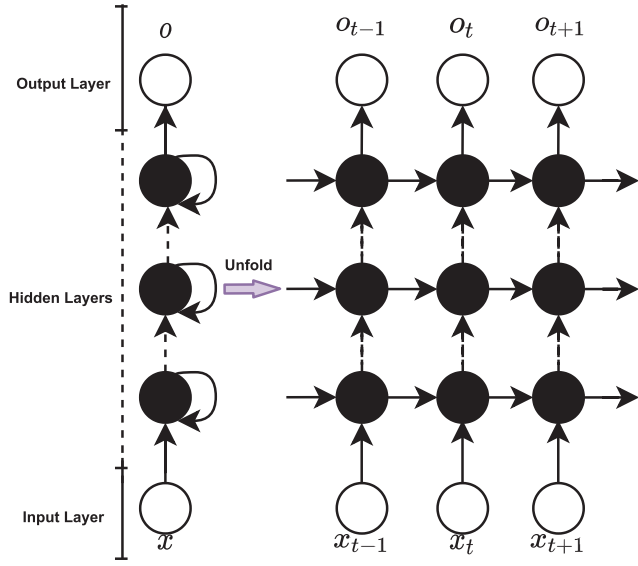 o
o_{t-1}
o_t
o_{t+1}
Output Layer
Unfold
Hidden Layers
Input Layer
x
x_{t-1}
x_t
x_{t+1}